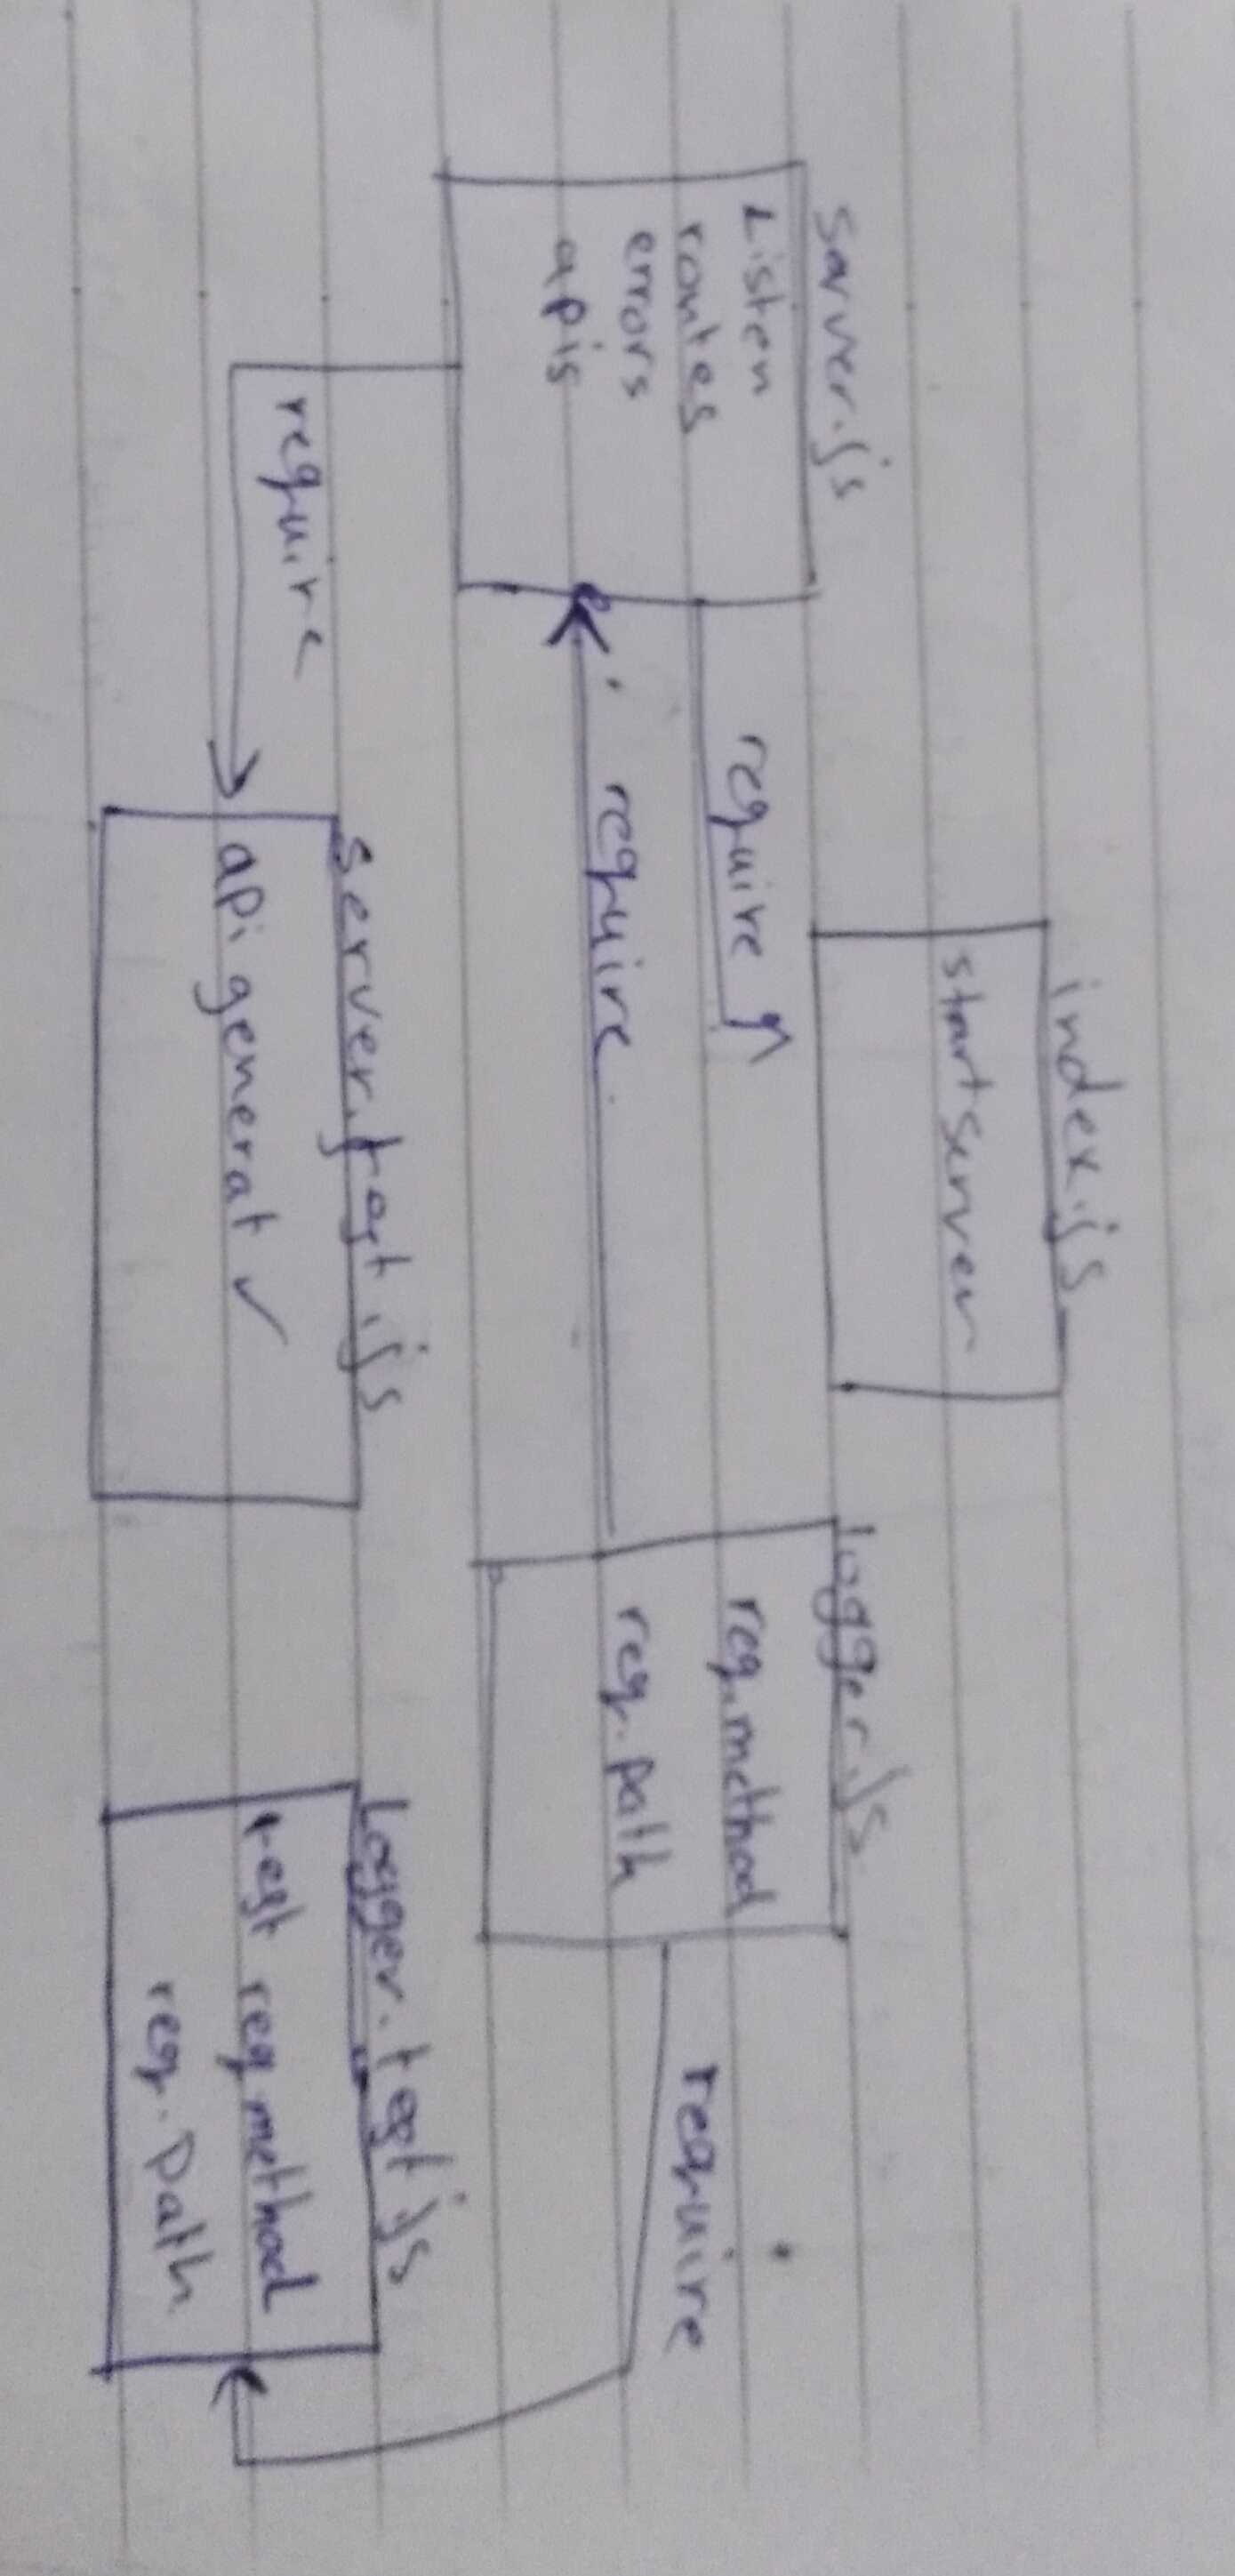 index.js
startserver
server.js
Listen
routes
errors
apis
require
require
logger.js
req.method
req.path
require
require
server.test.js
api generat ✓
Logger.test.js
test req method
req.path